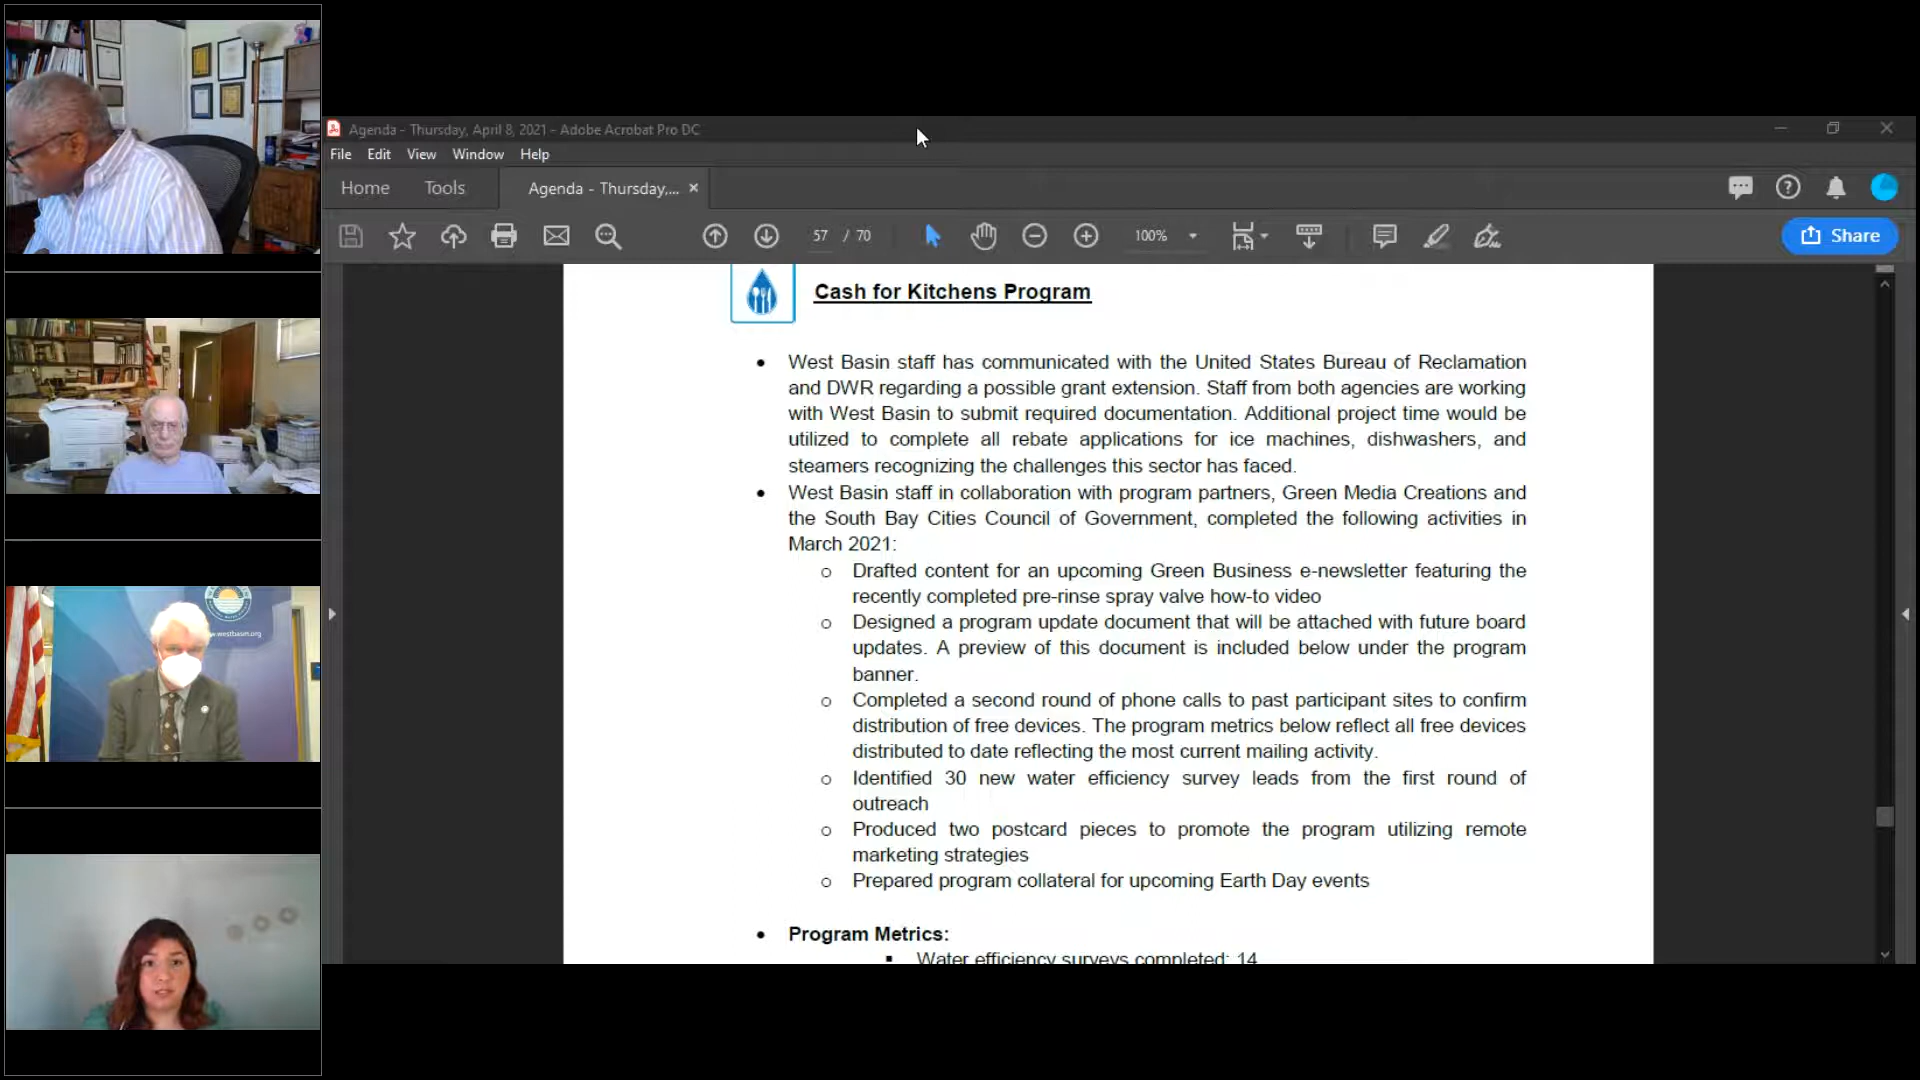 Agenda - Thursday, April 8, 2021 - Adobe Acrobat Pro DC
File Edit View Window Help
Home Tools Agenda - Thursday,... ×
57 / 70 100% Share
Cash for Kitchens Program
• West Basin staff has communicated with the United States Bureau of Reclamation
and DWR regarding a possible grant extension. Staff from both agencies are working
with West Basin to submit required documentation. Additional project time would be
utilized to complete all rebate applications for ice machines, dishwashers, and
steamers recognizing the challenges this sector has faced.
• West Basin staff in collaboration with program partners, Green Media Creations and
the South Bay Cities Council of Government, completed the following activities in
March 2021:
o Drafted content for an upcoming Green Business e-newsletter featuring the
recently completed pre-rinse spray valve how-to video
o Designed a program update document that will be attached with future board
updates. A preview of this document is included below under the program
banner.
o Completed a second round of phone calls to past participant sites to confirm
distribution of free devices. The program metrics below reflect all free devices
distributed to date reflecting the most current mailing activity.
o Identified 30 new water efficiency survey leads from the first round of
outreach
o Produced two postcard pieces to promote the program utilizing remote
marketing strategies
o Prepared program collateral for upcoming Earth Day events
• Program Metrics:
▪ Water efficiency surveys completed: 14
w.westbasin.org